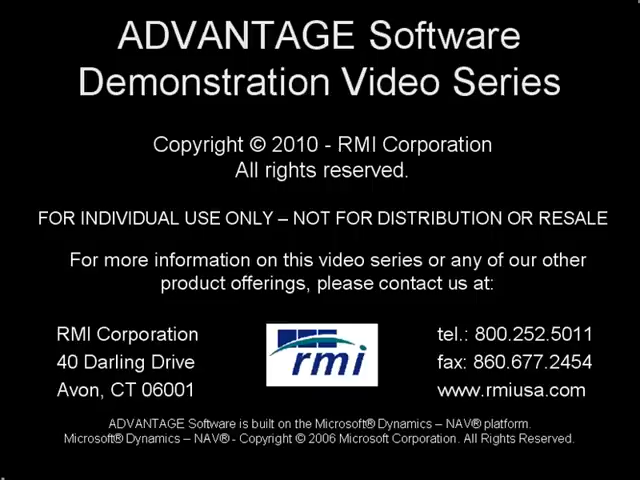 ADVANTAGE Software
Demonstration Video Series
Copyright © 2010 - RMI Corporation
All rights reserved.
FOR INDIVIDUAL USE ONLY – NOT FOR DISTRIBUTION OR RESALE
For more information on this video series or any of our other
product offerings, please contact us at:
RMI Corporation
40 Darling Drive
Avon, CT 06001
rmi
tel.: 800.252.5011
fax: 860.677.2454
www.rmiusa.com
ADVANTAGE Software is built on the Microsoft® Dynamics – NAV® platform.
Microsoft® Dynamics – NAV® - Copyright © 2006 Microsoft Corporation. All Rights Reserved.